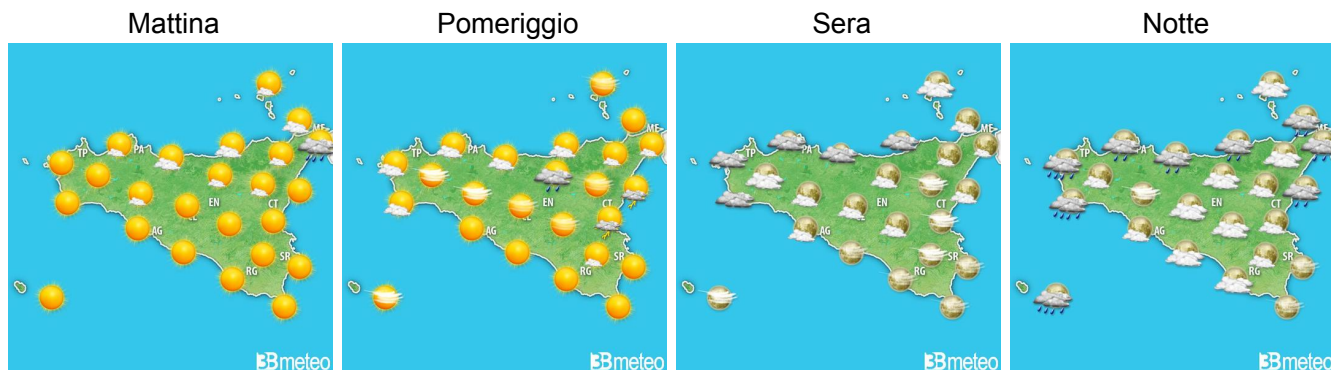 Mattina
Pomeriggio
Sera
Notte
TP
PA
ME
EN
CT
AG
SR
RG
3Bmeteo
PA
ME
EN
CT
AG
SR
RG
3Bmeteo
TP
PA
ME
EN
CT
AG
SR
RG
3Bmeteo
TP
PA
ME
EN
CT
AG
SR
RG
3Bmeteo